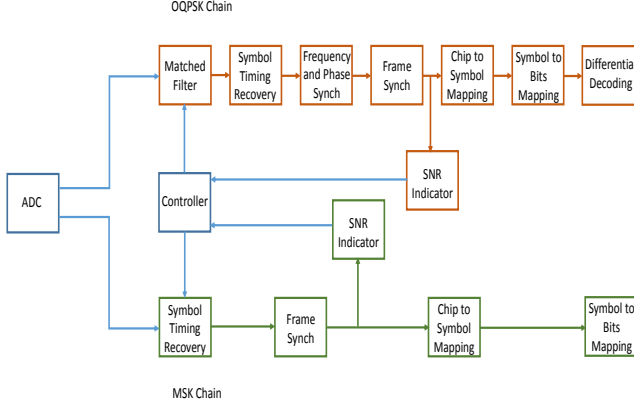 OQPSK Chain
Matched
Filter
Symbol
Timing
Recovery
Frequency
and Phase
Synch
Frame
Synch
Chip to
Symbol
Mapping
Symbol to
Bits
Mapping
Differential
Decoding
ADC
Controller
SNR
Indicator
SNR
Indicator
Symbol
Timing
Recovery
Frame
Synch
Chip to
Symbol
Mapping
Symbol to
Bits
Mapping
MSK Chain